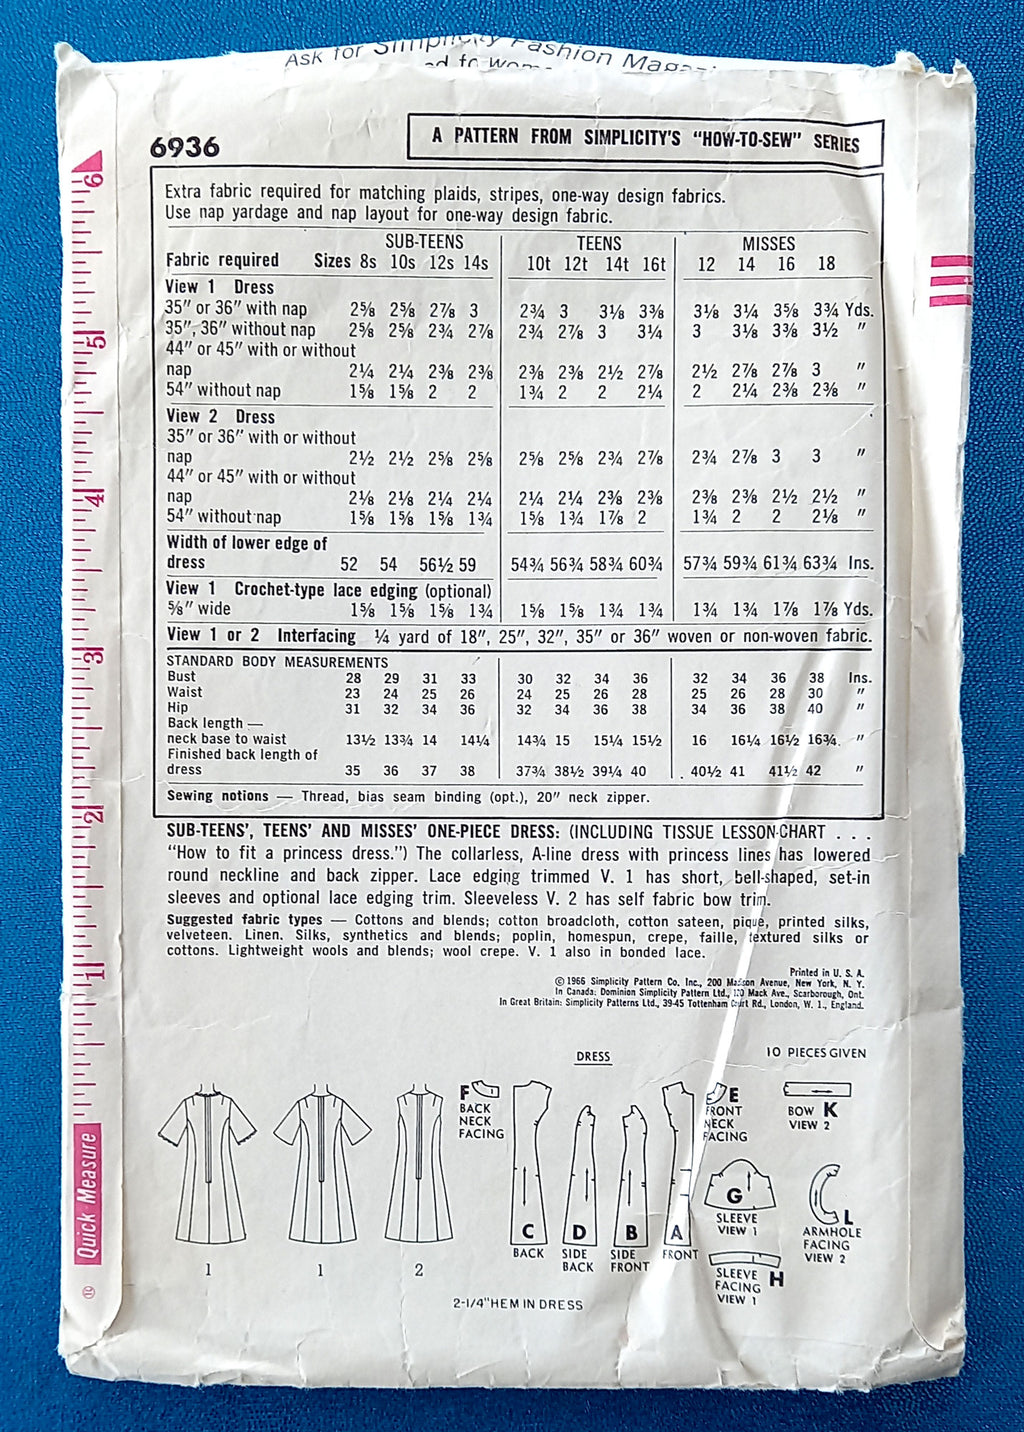 Ask for Simplicity Fashion
6936
A PATTERN FROM SIMPLICITY'S "HOW-TO-SEW" SERIES
Extra fabric required for matching plaids, stripes, one-way design fabrics.
Use nap yardage and nap layout for one-way design fabric.
SUB-TEENS TEENS MISSES
Fabric required Sizes 8s 10s 12s 14s 10t 12t 14t 16t 12 14 16 18
View 1 Dress
35" or 36" with nap 2⅝ 2⅝ 2⅞ 3 2¾ 3 3⅛ 3⅜ 3⅛ 3¼ 3⅝ 3¾ Yds.
35", 36" without nap 2⅝ 2⅝ 2¾ 2⅞ 2¾ 2⅞ 3 3¼ 3 3⅛ 3⅜ 3½ "
44" or 45" with or without
nap 2¼ 2¼ 2⅜ 2⅜ 2⅜ 2⅜ 2½ 2⅞ 2½ 2⅞ 2⅞ 3 "
54" without nap 1⅝ 1⅝ 2 2 1¾ 2 2 2¼ 2 2¼ 2⅜ 2⅜ "
View 2 Dress
35" or 36" with or without
nap 2½ 2½ 2⅝ 2⅝ 2⅝ 2⅝ 2¾ 2⅞ 2¾ 2⅞ 3 3 "
44" or 45" with or without
nap 2⅛ 2⅛ 2¼ 2¼ 2¼ 2¼ 2⅜ 2⅜ 2⅜ 2⅜ 2½ 2½ "
54" without nap 1⅝ 1⅝ 1⅝ 1¾ 1⅝ 1¾ 1⅞ 2 1¾ 2 2 2⅛ "
Width of lower edge of
dress 52 54 56½ 59 54¾ 56¾ 58¾ 60¾ 57¾ 59¾ 61¾ 63¾ Ins.
View 1 Crochet-type lace edging (optional)
⅝" wide 1⅝ 1⅝ 1⅝ 1¾ 1⅝ 1⅝ 1¾ 1¾ 1¾ 1¾ 1⅞ 1⅞ Yds.
View 1 or 2 Interfacing ¼ yard of 18", 25", 32", 35" or 36" woven or non-woven fabric.
STANDARD BODY MEASUREMENTS
Bust 28 29 31 33 30 32 34 36 32 34 36 38 Ins.
Waist 23 24 25 26 24 25 26 28 25 26 28 30 "
Hip 31 32 34 36 32 34 36 38 34 36 38 40 "
Back length —
neck base to waist 13½ 13¾ 14 14¼ 14¾ 15 15¼ 15½ 16 16¼ 16½ 16¾ "
Finished back length of
dress 35 36 37 38 37¾ 38½ 39¼ 40 40½ 41 41½ 42 "
Sewing notions — Thread, bias seam binding (opt.), 20" neck zipper.
SUB-TEENS', TEENS' AND MISSES' ONE-PIECE DRESS: (INCLUDING TISSUE LESSON-CHART . . .
"How to fit a princess dress.") The collarless, A-line dress with princess lines has lowered
round neckline and back zipper. Lace edging trimmed V. 1 has short, bell-shaped, set-in
sleeves and optional lace edging trim. Sleeveless V. 2 has self fabric bow trim.
Suggested fabric types — Cottons and blends; cotton broadcloth, cotton sateen, pique, printed silks,
velveteen. Linen. Silks, synthetics and blends; poplin, homespun, crepe, faille, textured silks or
cottons. Lightweight wools and blends; wool crepe. V. 1 also in bonded lace.
Printed in U. S. A.
© 1966 Simplicity Pattern Co. Inc., 200 Madison Avenue, New York, N. Y.
In Canada: Dominion Simplicity Pattern Ltd., 120 Mack Ave., Scarborough, Ont.
In Great Britain: Simplicity Patterns Ltd., 39-45 Tottenham Court Rd., London, W. 1., England.
DRESS 10 PIECES GIVEN
F
BACK
NECK
FACING
E
FRONT
NECK
FACING
BOW K
VIEW 2
C
BACK
D
SIDE
BACK
B
SIDE
FRONT
A
FRONT
G
SLEEVE
VIEW 1
L
ARMHOLE
FACING
VIEW 2
SLEEVE H
FACING
VIEW 1
1 1 2
2-1/4" HEM IN DRESS
6
5
4
3
2
1
Quick-Measure